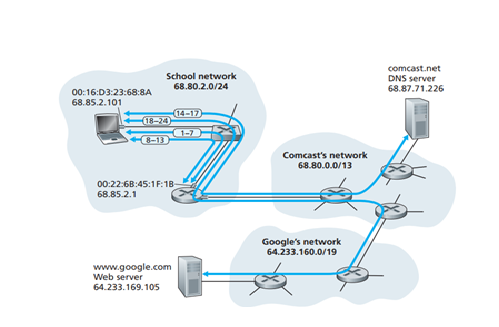 comcast.net
DNS server
68.87.71.226
School network
68.80.2.0/24
00:16:D3:23:68:8A
68.85.2.101
14–17
18–24
1–7
8–13
Comcast's network
68.80.0.0/13
00:22:6B:45:1F:1B
68.85.2.1
Google's network
64.233.160.0/19
www.google.com
Web server
64.233.169.105